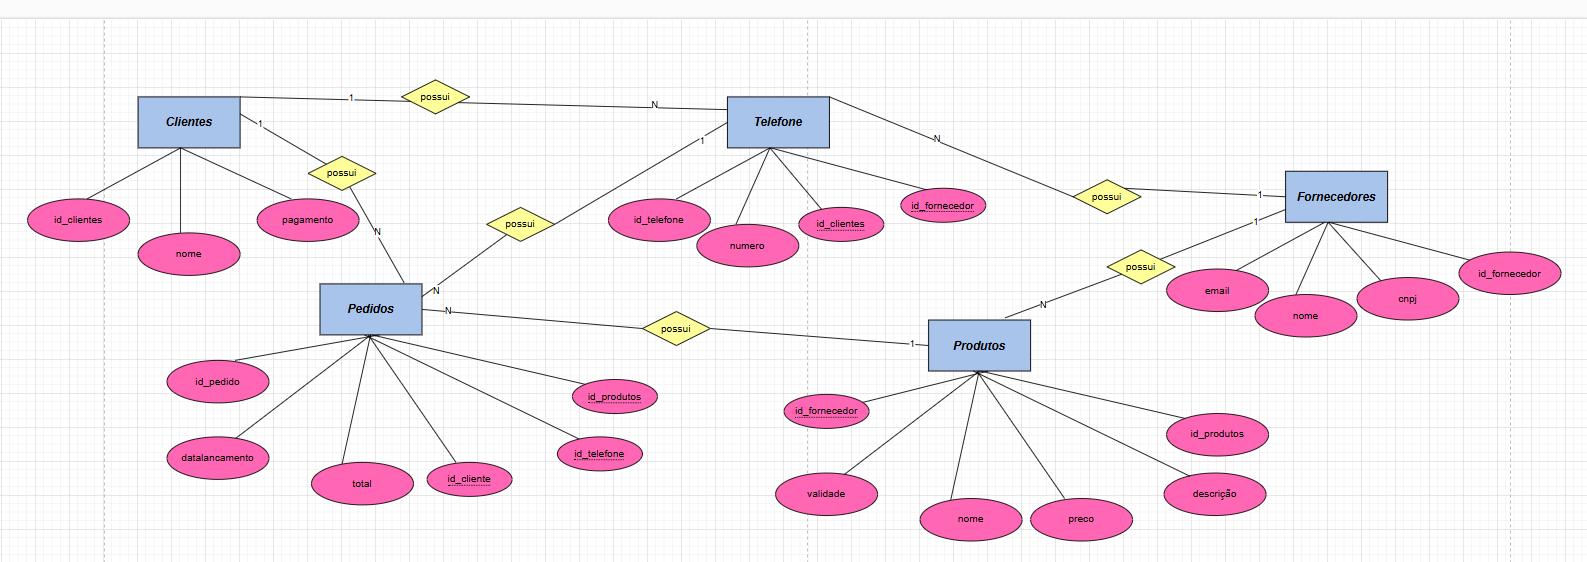 possui
1
N
Clientes
Telefone
1
N
1
possui
possui
1
Fornecedores
id_clientes
pagamento
id_telefone
id_fornecedor
possui
1
N
possui
id_clientes
nome
numero
possui
id_fornecedor
N
email
cnpj
nome
N
N
Pedidos
possui
1
Produtos
id_pedido
id_produtos
id_fornecedor
id_produtos
datalancamento
id_telefone
total
id_cliente
validade
descrição
nome
preco